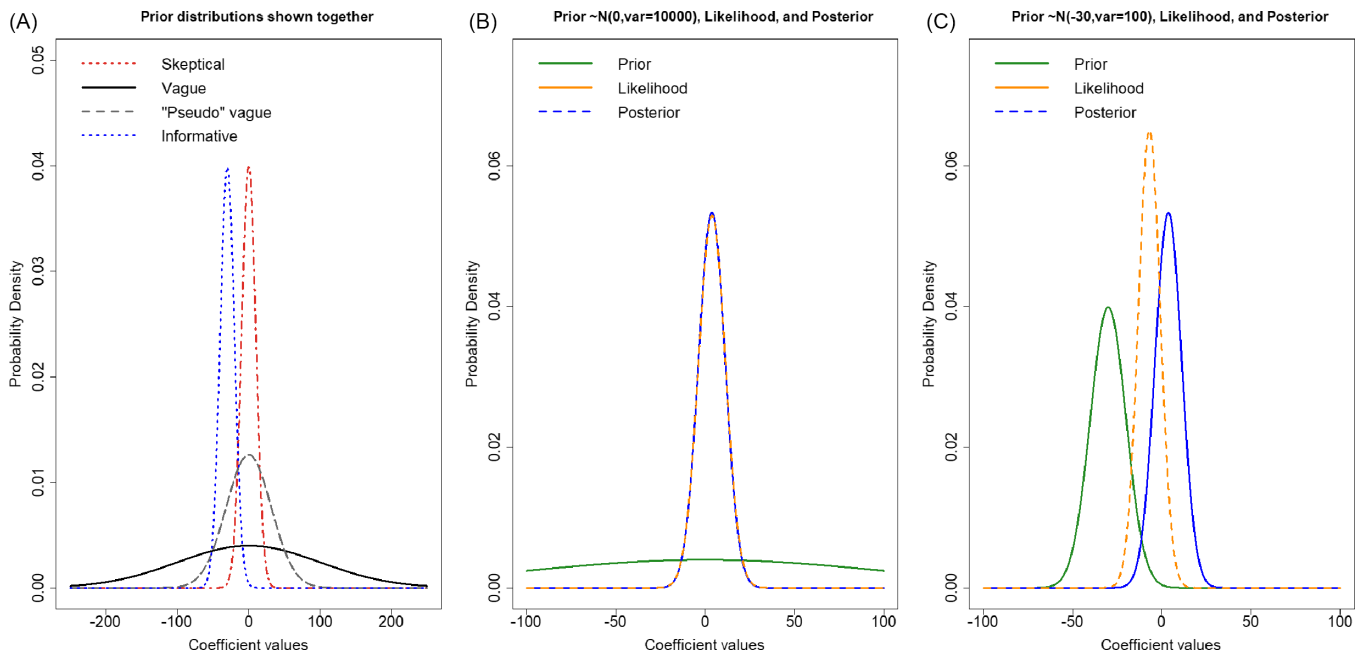 (A)
Prior distributions shown together
0.05
0.04
0.03
0.02
0.01
0.00
Probability Density
Skeptical
Vague
"Pseudo" vague
Informative
-200
-100
0
100
200
Coefficient values
(B)
Prior ~N(0,var=10000), Likelihood, and Posterior
0.06
0.04
0.02
0.00
Probability Density
Prior
Likelihood
Posterior
-100
-50
0
50
100
Coefficient values
(C)
Prior ~N(-30,var=100), Likelihood, and Posterior
0.06
0.04
0.02
0.00
Probability Density
Prior
Likelihood
Posterior
-100
-50
0
50
100
Coefficient values